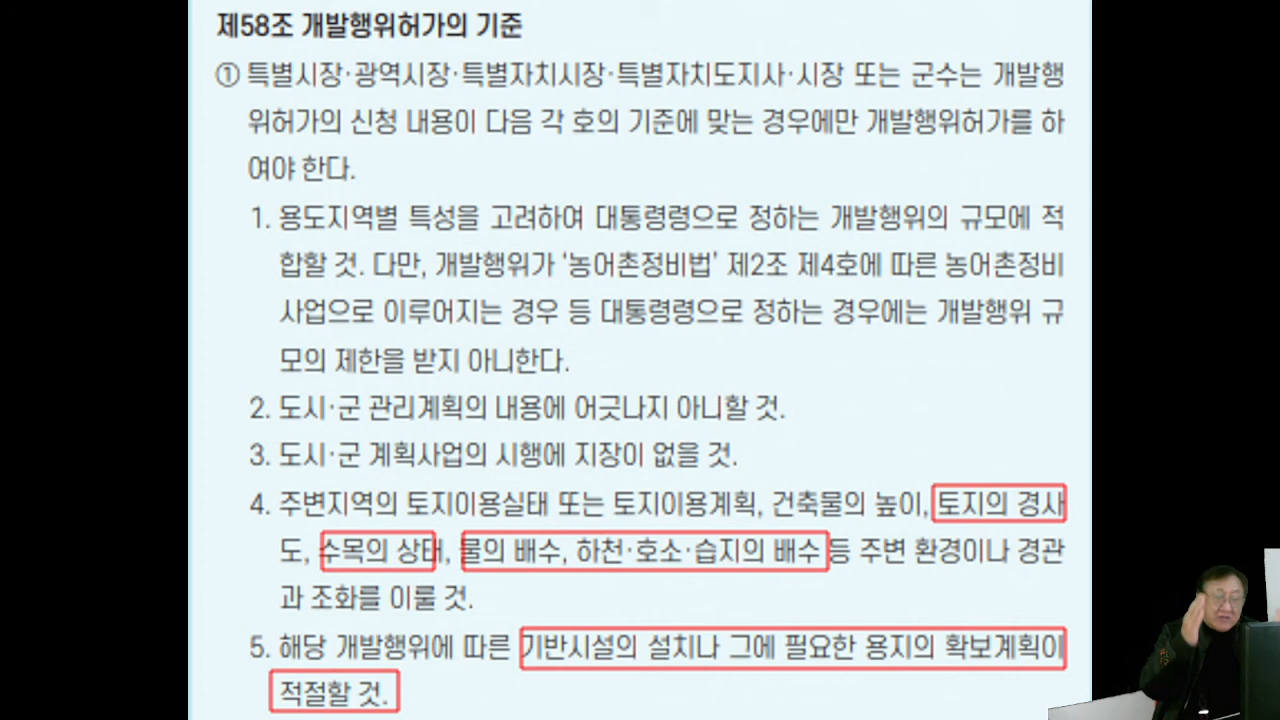 제58조 개발행위허가의 기준
① 특별시장·광역시장·특별자치시장·특별자치도지사·시장 또는 군수는 개발행
위허가의 신청 내용이 다음 각 호의 기준에 맞는 경우에만 개발행위허가를 하
여야 한다.
1. 용도지역별 특성을 고려하여 대통령령으로 정하는 개발행위의 규모에 적
합할 것. 다만, 개발행위가 ‘농어촌정비법’ 제2조 제4호에 따른 농어촌정비
사업으로 이루어지는 경우 등 대통령령으로 정하는 경우에는 개발행위 규
모의 제한을 받지 아니한다.
2. 도시·군 관리계획의 내용에 어긋나지 아니할 것.
3. 도시·군 계획사업의 시행에 지장이 없을 것.
4. 주변지역의 토지이용실태 또는 토지이용계획, 건축물의 높이, 토지의 경사
도, 수목의 상태, 물의 배수, 하천·호소·습지의 배수 등 주변 환경이나 경관
과 조화를 이룰 것.
5. 해당 개발행위에 따른 기반시설의 설치나 그에 필요한 용지의 확보계획이
적절할 것.